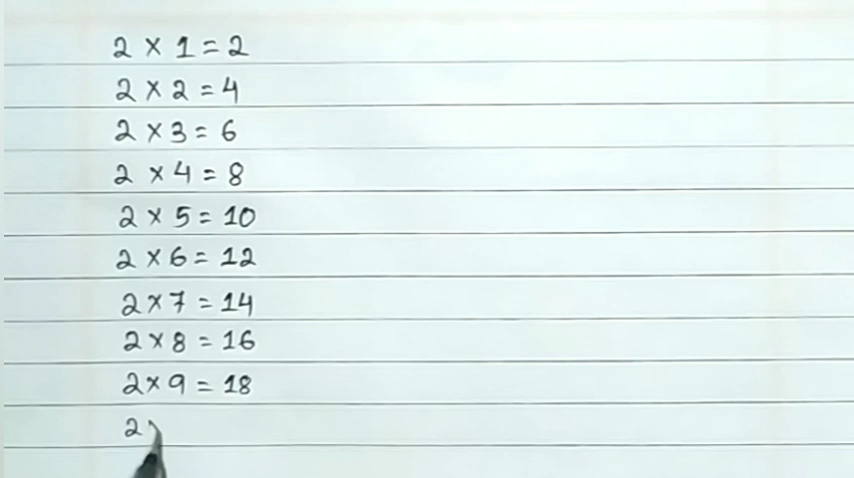 2 × 1 = 2
2 × 2 = 4
2 × 3 = 6
2 × 4 = 8
2 × 5 = 10
2 × 6 = 12
2 × 7 = 14
2 × 8 = 16
2 × 9 = 18
2